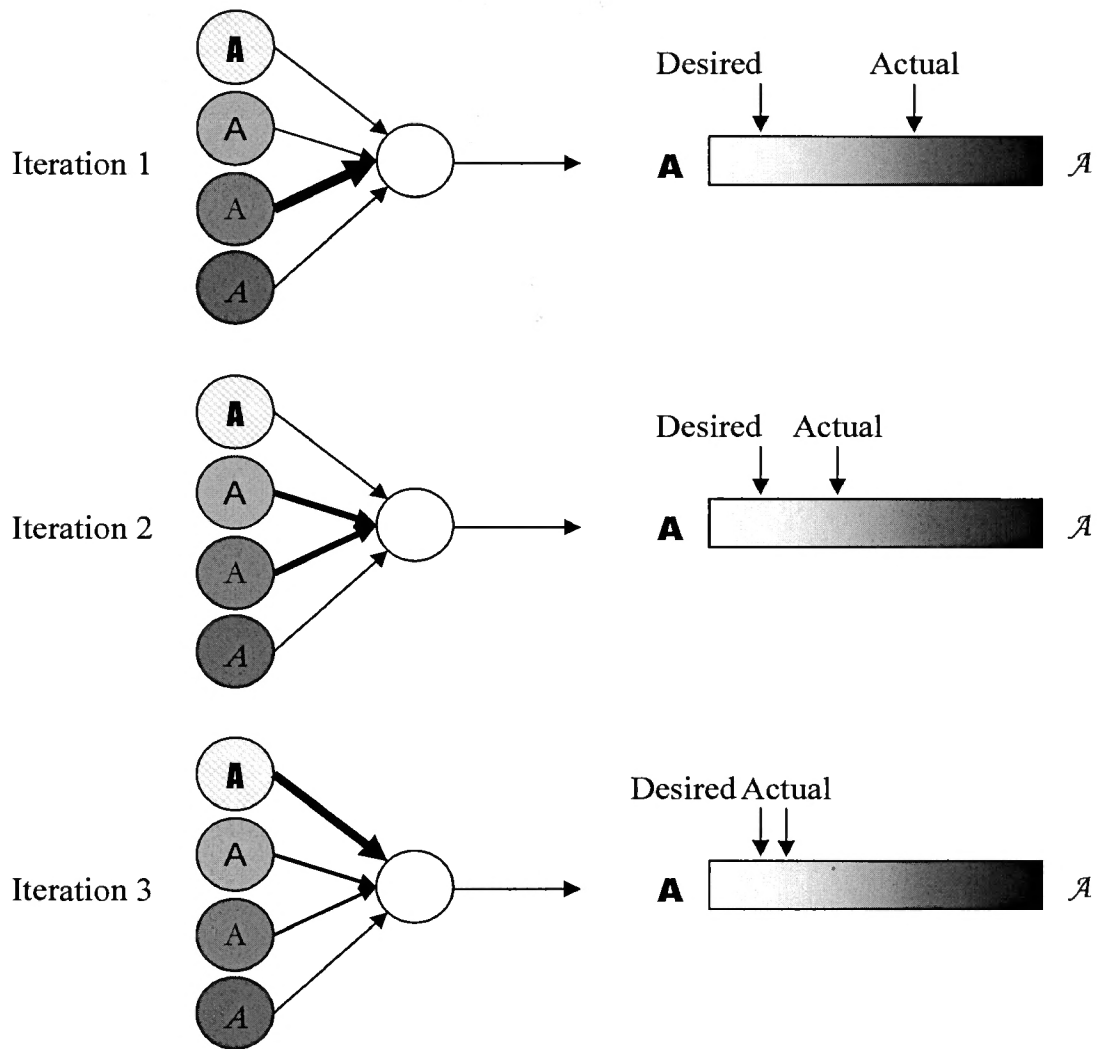 A
Desired Actual
A
Iteration 1
A 𝒜
A
A
A
Desired Actual
A
Iteration 2
A 𝒜
A
A
A
Desired Actual
A
Iteration 3
A 𝒜
A
A